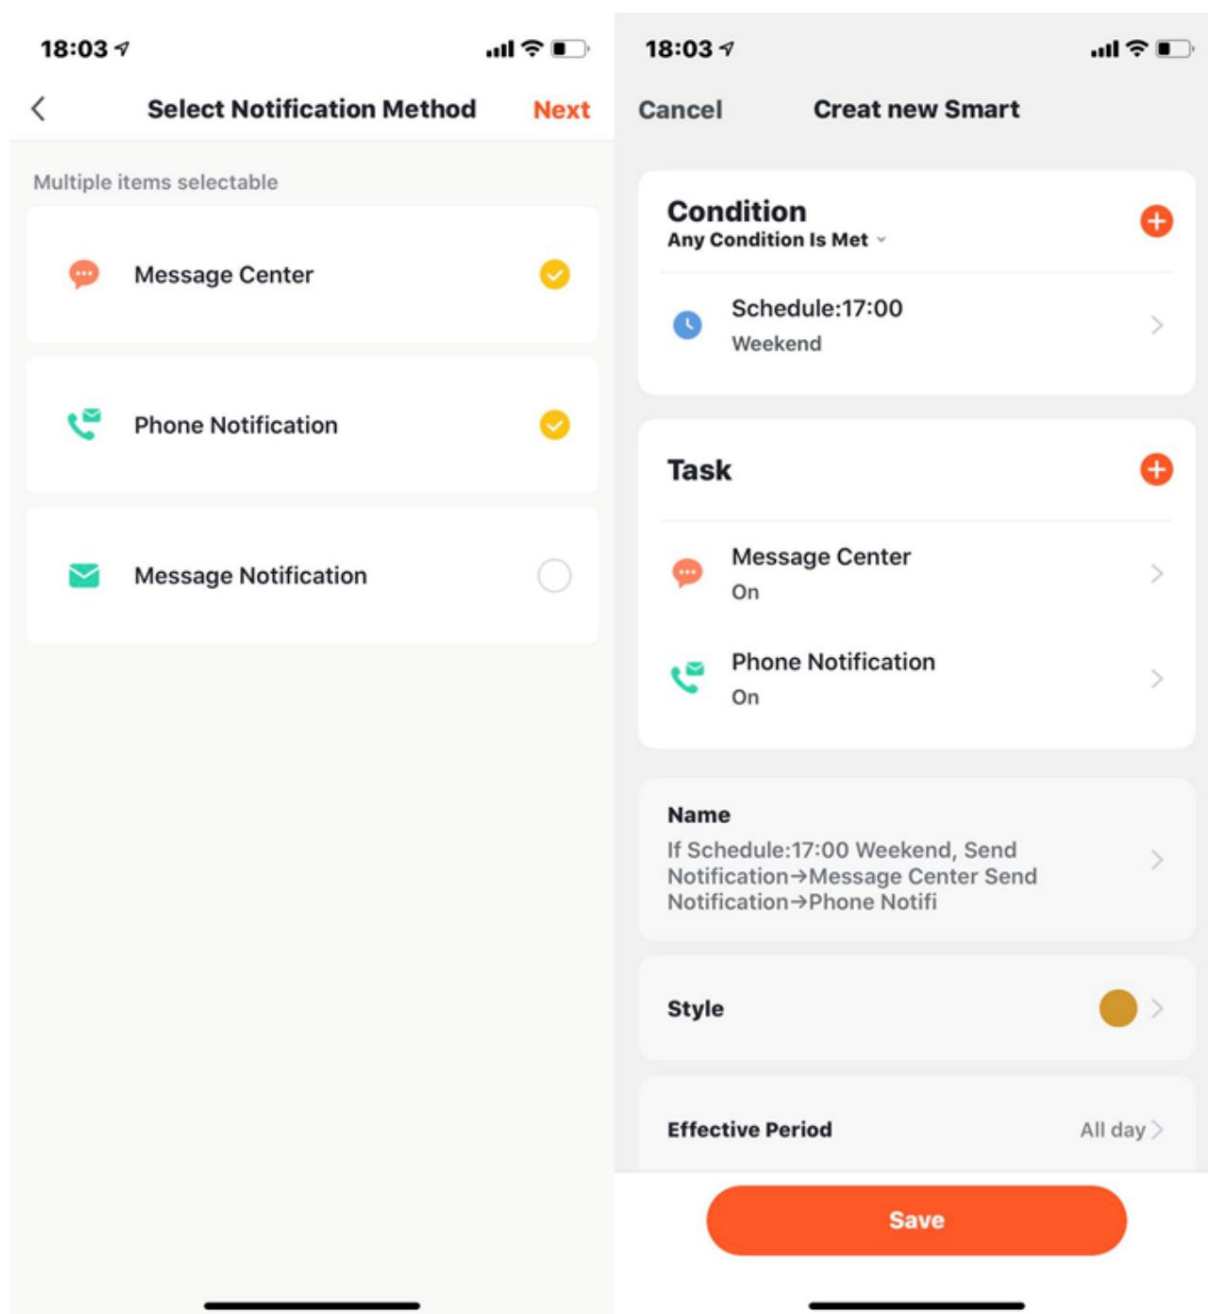 18:03
Select Notification Method
Next
Multiple items selectable
Message Center
Phone Notification
Message Notification
18:03
Cancel
Creat new Smart
Condition
Any Condition Is Met
Schedule:17:00
Weekend
Task
Message Center
On
Phone Notification
On
Name
If Schedule:17:00 Weekend, Send
Notification→Message Center Send
Notification→Phone Notifi
Style
Effective Period
All day
Save